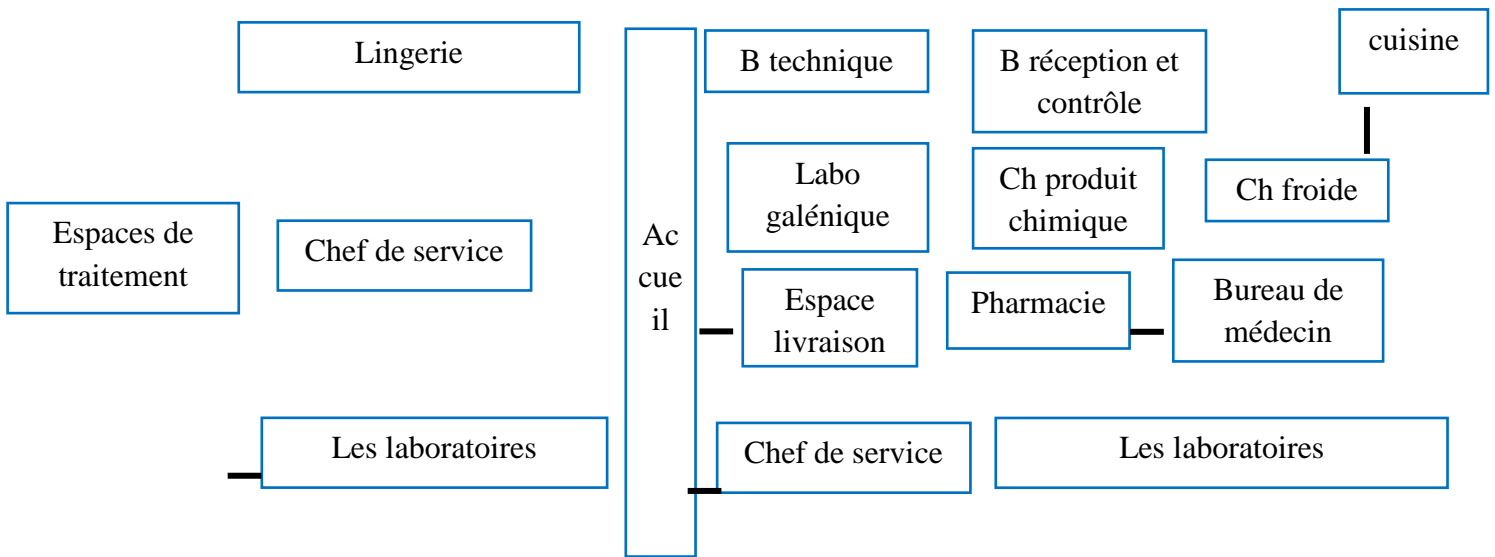 Lingerie
B technique
B réception et
contrôle
cuisine
Labo
galénique
Ch produit
chimique
Ch froide
Espaces de
traitement
Chef de service
Ac
cue
il
Espace
livraison
Pharmacie
Bureau de
médecin
Les laboratoires
Chef de service
Les laboratoires